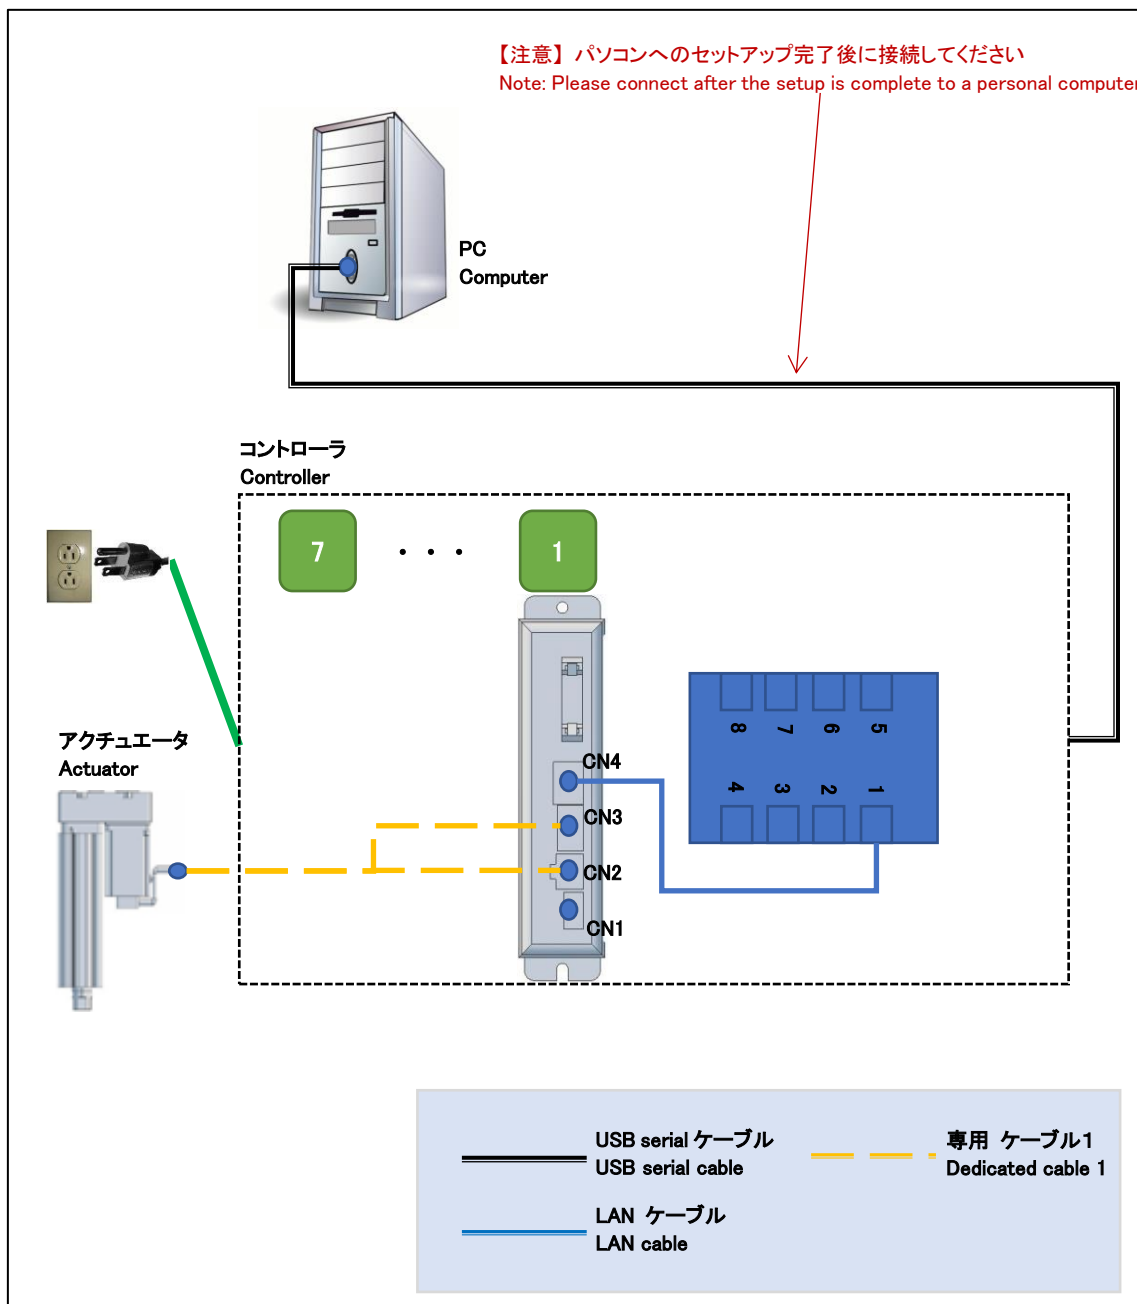 【注意】 パソコンへのセットアップ完了後に接続してください
Note: Please connect after the setup is complete to a personal computer
PC
Computer
コントローラ
Controller
7 ・・・ 1
アクチュエータ
Actuator
CN4
CN3
CN2
CN1
8 7 6 5
4 3 2 1
USB serial ケーブル
USB serial cable
専用 ケーブル1
Dedicated cable 1
LAN ケーブル
LAN cable